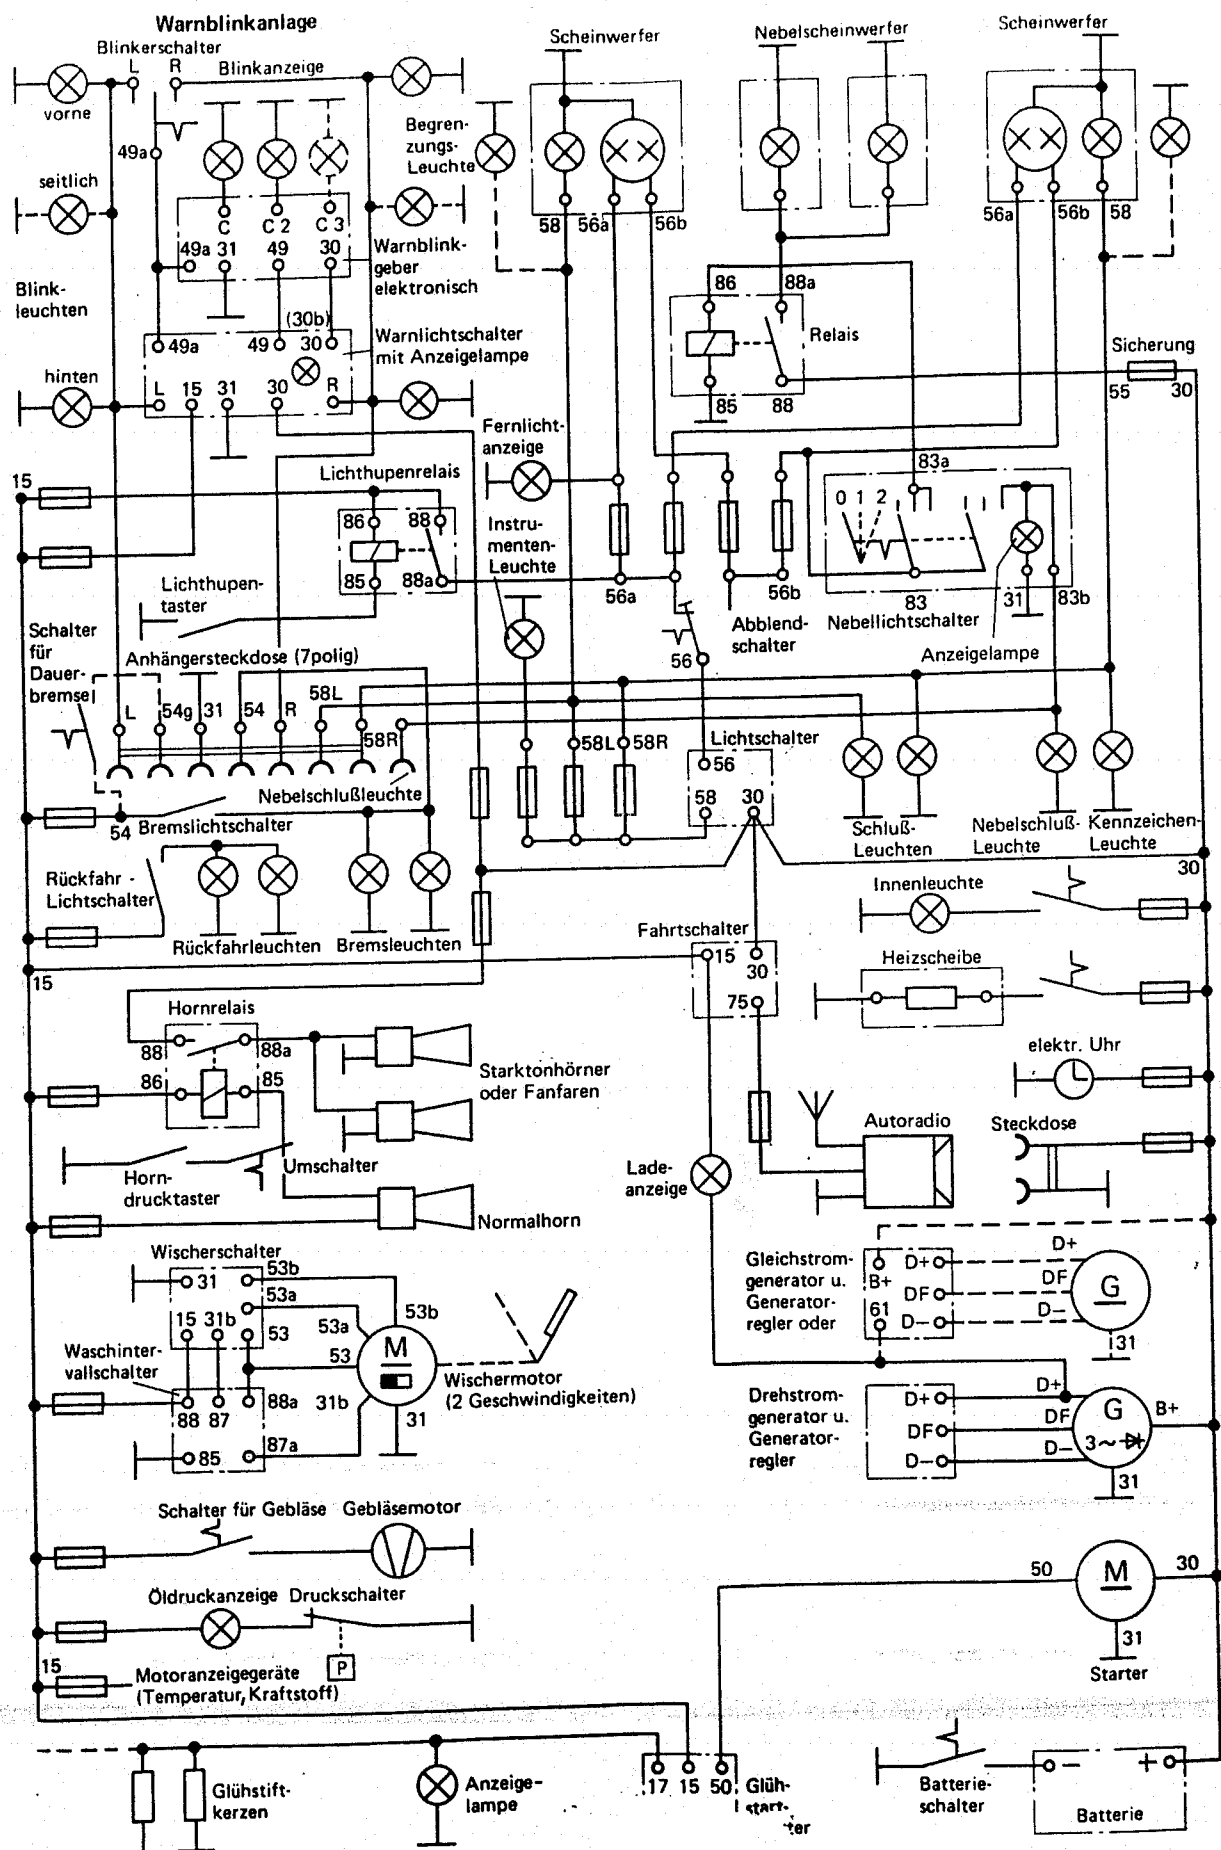 Warnblinkanlage
Blinkerschalter
L R Blinkanzeige
Scheinwerfer
Nebelscheinwerfer
Scheinwerfer
vorne
49a
Begren-
zungs-
Leuchte
seitlich
C C 2 C 3
49a 31 49 30
Warnblink-
geber
elektronisch
58 56a 56b
56a 56b 58
Blink-
leuchten
(30b)
49a 49 30
Warnlichtschalter
mit Anzeigelampe
86 88a
Relais
85 88
Sicherung
55 30
hinten
L 15 31 30 R
Fernlicht-
anzeige
15
Lichthupenrelais
86 88
85 88a
Instru-
menten-
Leuchte
83a
0 1 2
Lichthupen-
taster
56a 56b
83 31 83b
Abblend-
schalter
Nebellichtschalter
Anzeigelampe
56
Schalter
für
Dauer-
bremse
Anhängersteckdose (7polig)
L 54g 31 54 R 58L
58R
58L 58R
Lichtschalter
56
58 30
Nebelschlußleuchte
54 Bremslichtschalter
Schluß-
Leuchten
Nebelschluß-
Leuchte
Kennzeichen-
Leuchte
30
Rückfahr -
Lichtschalter
Rückfahrleuchten Bremsleuchten
Innenleuchte
Fahrtschalter
15 30
75
15
Heizscheibe
Hornrelais
88 88a
86 85
Starktonhörner
oder Fanfaren
elektr. Uhr
Autoradio
Steckdose
Horn-
drucktaster
Umschalter
Normalhorn
Lade-
anzeige
Wischerschalter
31 53b
53a
15 31b 53
53b
53a
53
31b
M
31
Wischermotor
(2 Geschwindigkeiten)
Waschinter-
vallschalter
88 87 88a
85 87a
Gleichstrom-
generator u.
Generator-
regler oder
B+ D+
DF
61 D−
D+
DF
D−
G
31
Drehstrom-
generator u.
Generator-
regler
D+
DF
D−
D+
DF
D−
G
3~
B+
31
Schalter für Gebläse Gebläsemotor
Öldruckanzeige Druckschalter
P
15
Motoranzeigegeräte
(Temperatur, Kraftstoff)
50 M 30
31
Starter
Glühstift-
kerzen
Anzeige-
lampe
17 15 50
Glüh-
Batterie-
schalter
− +
Batterie